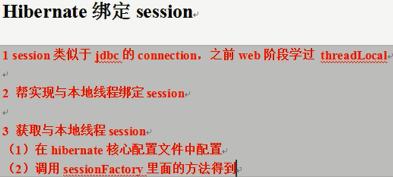 Hibernate 绑定 session
1 session 类似于 jdbc 的 connection，之前 web 阶段学过 threadLocal
2 帮实现与本地线程绑定 session
3 获取与本地线程 session
（1）在 hibernate 核心配置文件中配置
（2）调用 sessionFactory 里面的方法得到